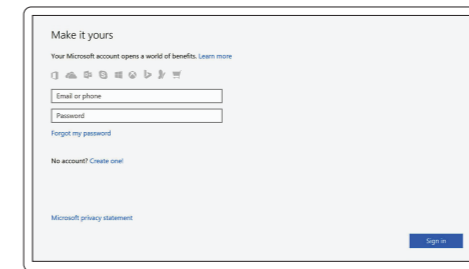 Make it yours
Your Microsoft account opens a world of benefits. Learn more
Email or phone
Password
Forgot my password
No account? Create one!
Microsoft privacy statement
Sign in